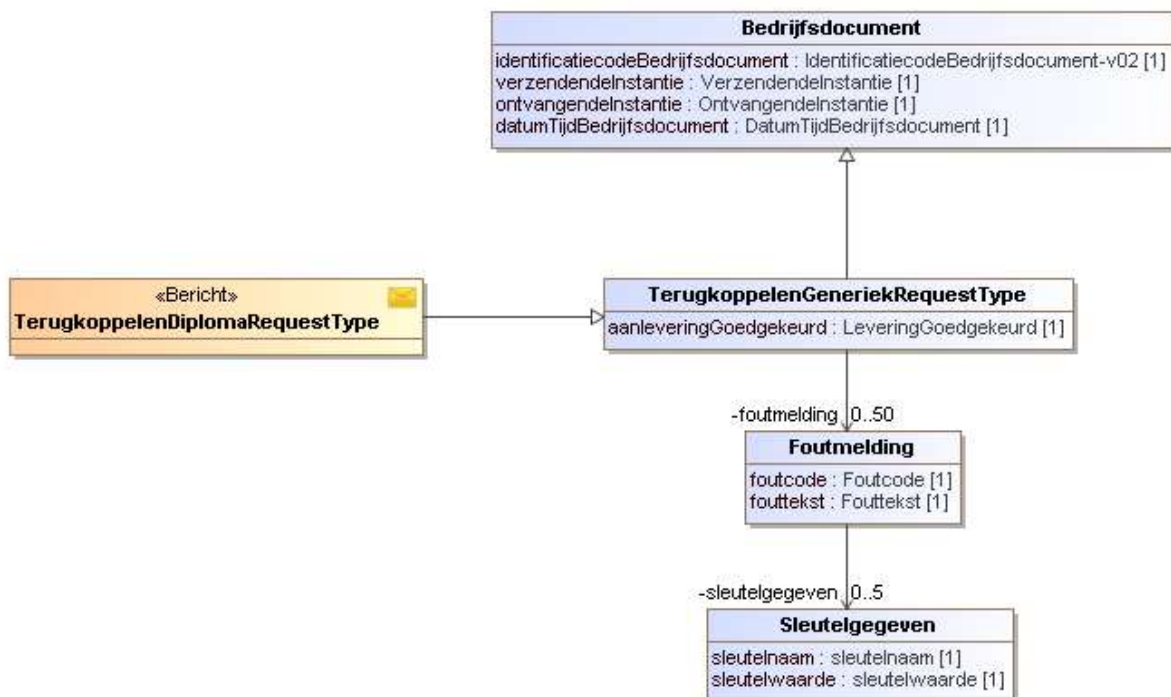 Bedrijfsdocument
identificatiecodeBedrijfsdocument : IdentificatiecodeBedrijfsdocument-v02 [1]
verzendendeInstantie : VerzendendeInstantie [1]
ontvangendeInstantie : OntvangendeInstantie [1]
datumTijdBedrijfsdocument : DatumTijdBedrijfsdocument [1]
«Bericht»
TerugkoppelenDiplomaRequestType
TerugkoppelenGeneriekRequestType
aanleveringGoedgekeurd : LeveringGoedgekeurd [1]
-foutmelding 0..50
Foutmelding
foutcode : Foutcode [1]
fouttekst : Fouttekst [1]
-sleutelgegeven 0..5
Sleutelgegeven
sleutelnaam : sleutelnaam [1]
sleutelwaarde : sleutelwaarde [1]